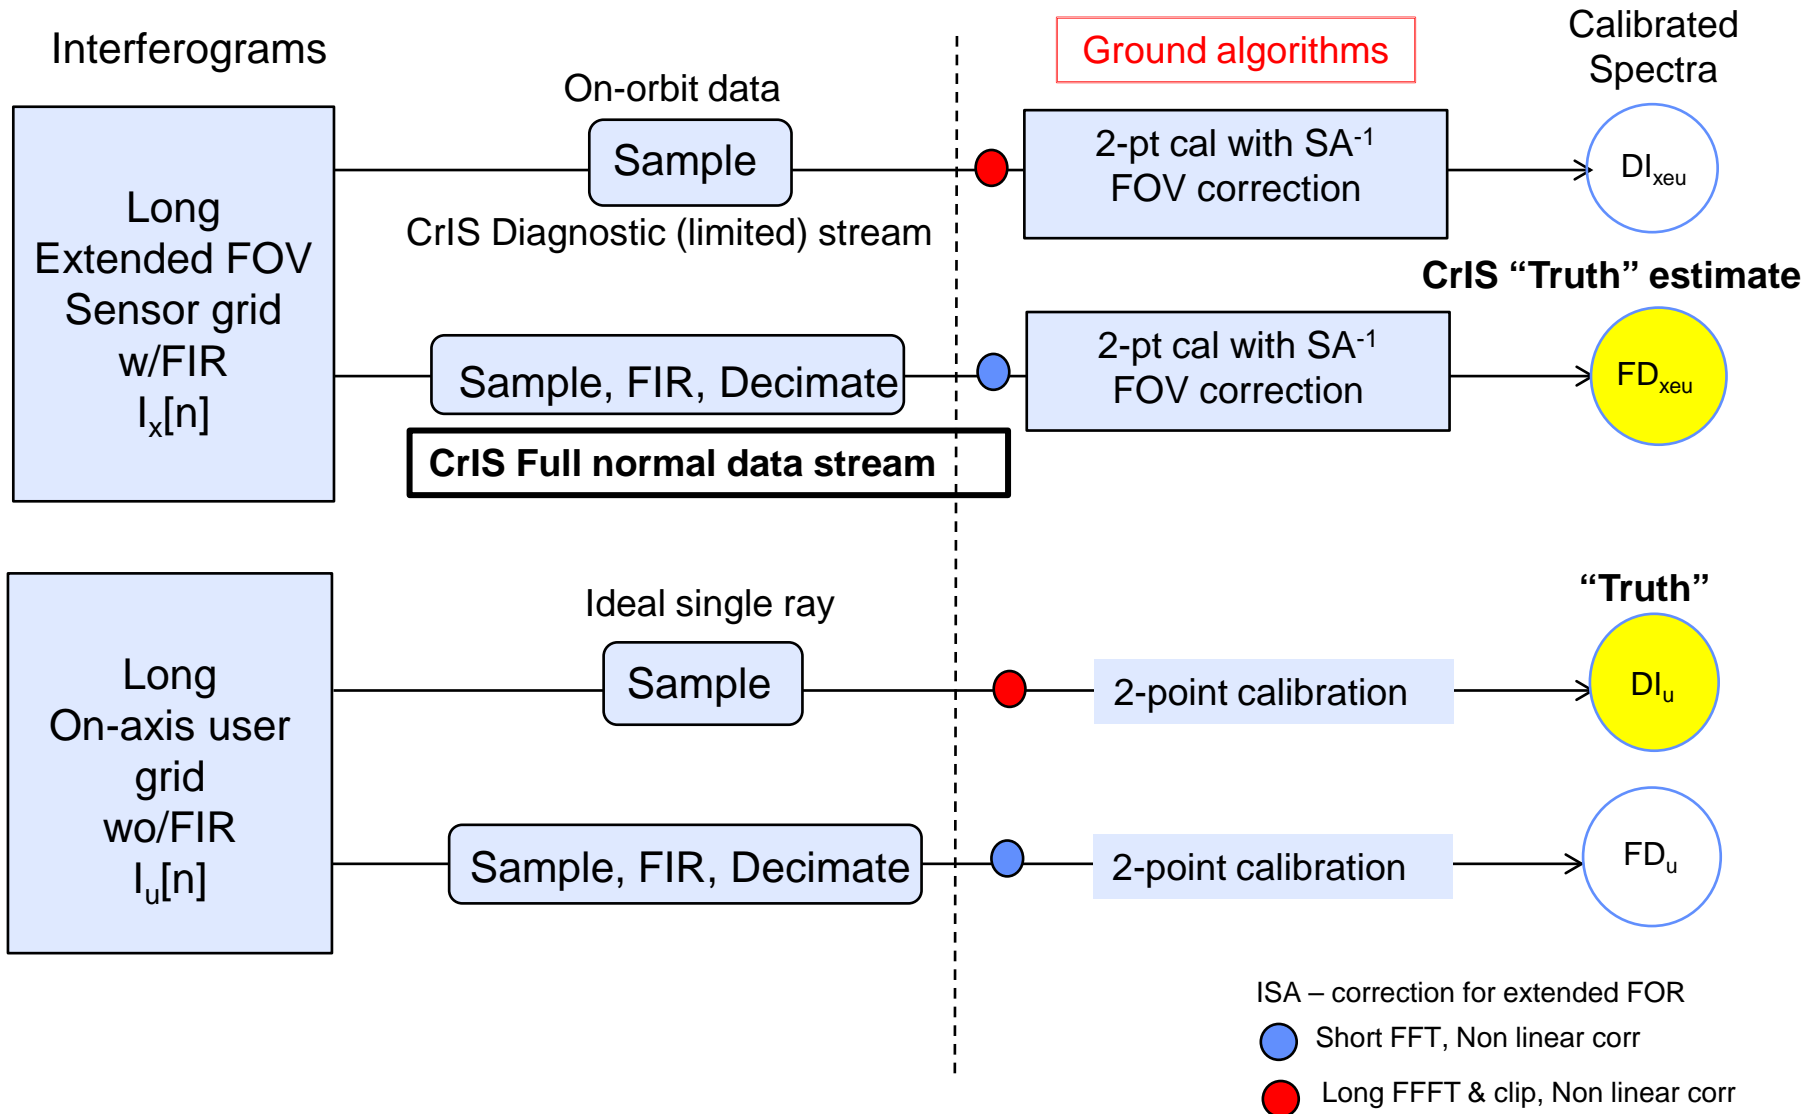 Interferograms
On-orbit data
Ground algorithms
Calibrated
Spectra
Long
Extended FOV
Sensor grid
w/FIR
Iₓ[n]
Sample
CrIS Diagnostic (limited) stream
2-pt cal with SA⁻¹
FOV correction
DIₓₑᵤ
CrIS “Truth” estimate
Sample, FIR, Decimate
2-pt cal with SA⁻¹
FOV correction
FDₓₑᵤ
CrIS Full normal data stream
Long
On-axis user
grid
wo/FIR
Iᵤ[n]
Ideal single ray
Sample
2-point calibration
“Truth”
DIᵤ
Sample, FIR, Decimate
2-point calibration
FDᵤ
ISA – correction for extended FOR
Short FFT, Non linear corr
Long FFFT & clip, Non linear corr